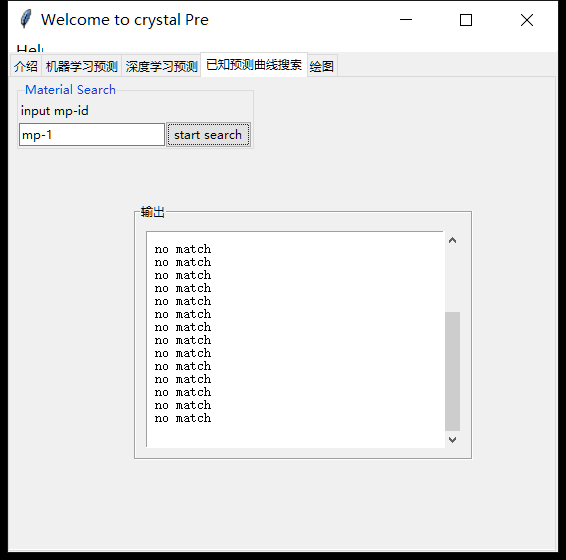 Welcome to crystal Pre
Help
介绍 机器学习预测 深度学习预测 已知预测曲线搜索 绘图
Material Search
input mp-id
mp-1 start search
输出
no match
no match
no match
no match
no match
no match
no match
no match
no match
no match
no match
no match
no match
no match